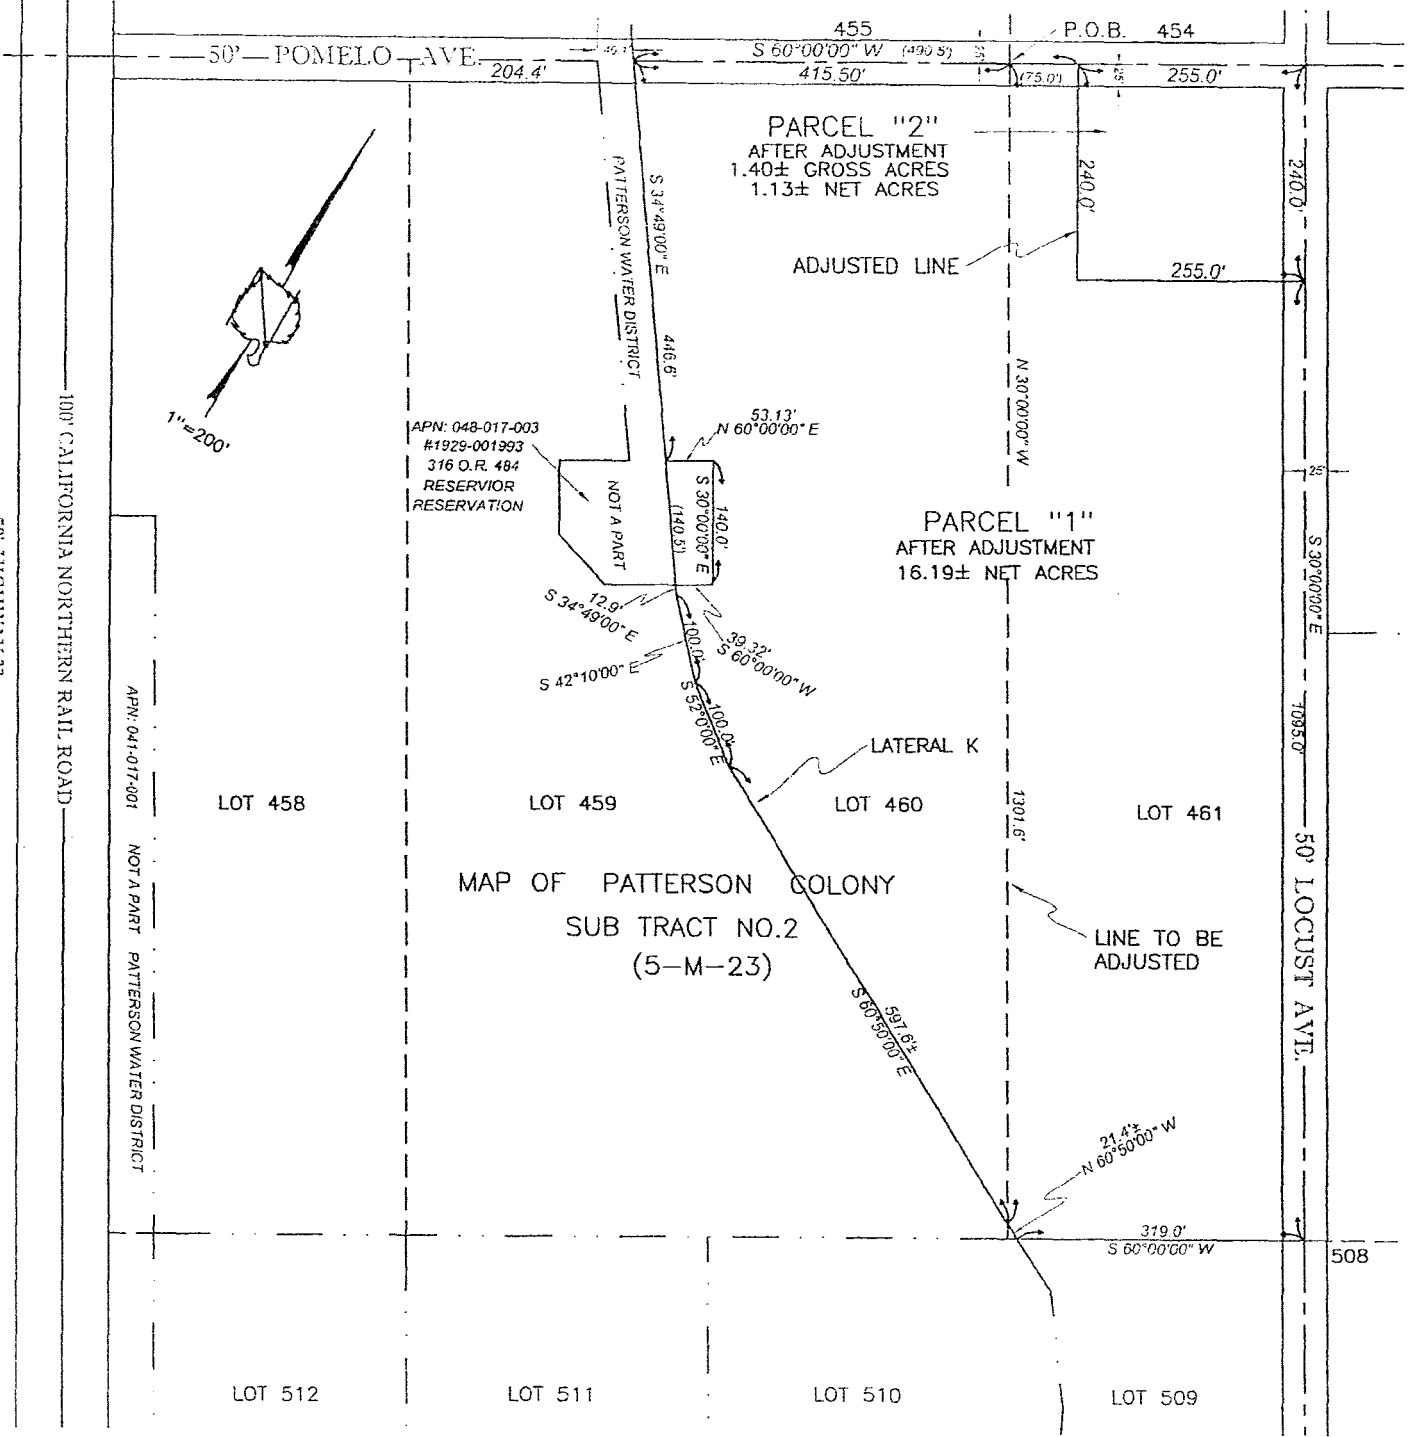 455
P.O.B. 454
50' POMELO AVE.
S 60°00'00" W (490.5')
204.4'
415.50'
(75.0')
25'
255.0'
PARCEL "2"
AFTER ADJUSTMENT
1.40± GROSS ACRES
1.13± NET ACRES
240.0'
240.0'
ADJUSTED LINE
255.0'
PATTERSON WATER DISTRICT
S 34°49'00" E
446.6'
N 30°00'00" W
1"=200'
100' CALIFORNIA NORTHERN RAIL ROAD
APN: 048-017-003
#1929-001993
316 O.R. 484
RESERVIOR
RESERVATION
53.13'
N 60°00'00" E
NOT A PART
(140.5')
S 30°00'00" E
140.0'
25'
PARCEL "1"
AFTER ADJUSTMENT
16.19± NET ACRES
S 30°00'00" E
12.9'
S 34°49'00" E
39.32'
S 60°00'00" W
100.0'
S 42°10'00" E
100.0'
S 52°0'00" E
LATERAL K
1095.0'
APN: 041-017-001 NOT A PART PATTERSON WATER DISTRICT
LOT 458
LOT 459
LOT 460
1301.6'
LOT 461
MAP OF PATTERSON COLONY
SUB TRACT NO.2
(5-M-23)
LINE TO BE
ADJUSTED
50' LOCUST AVE.
597.6'±
S 60°50'00" E
21.4'±
N 60°50'00" W
319.0'
S 60°00'00" W
508
LOT 512
LOT 511
LOT 510
LOT 509